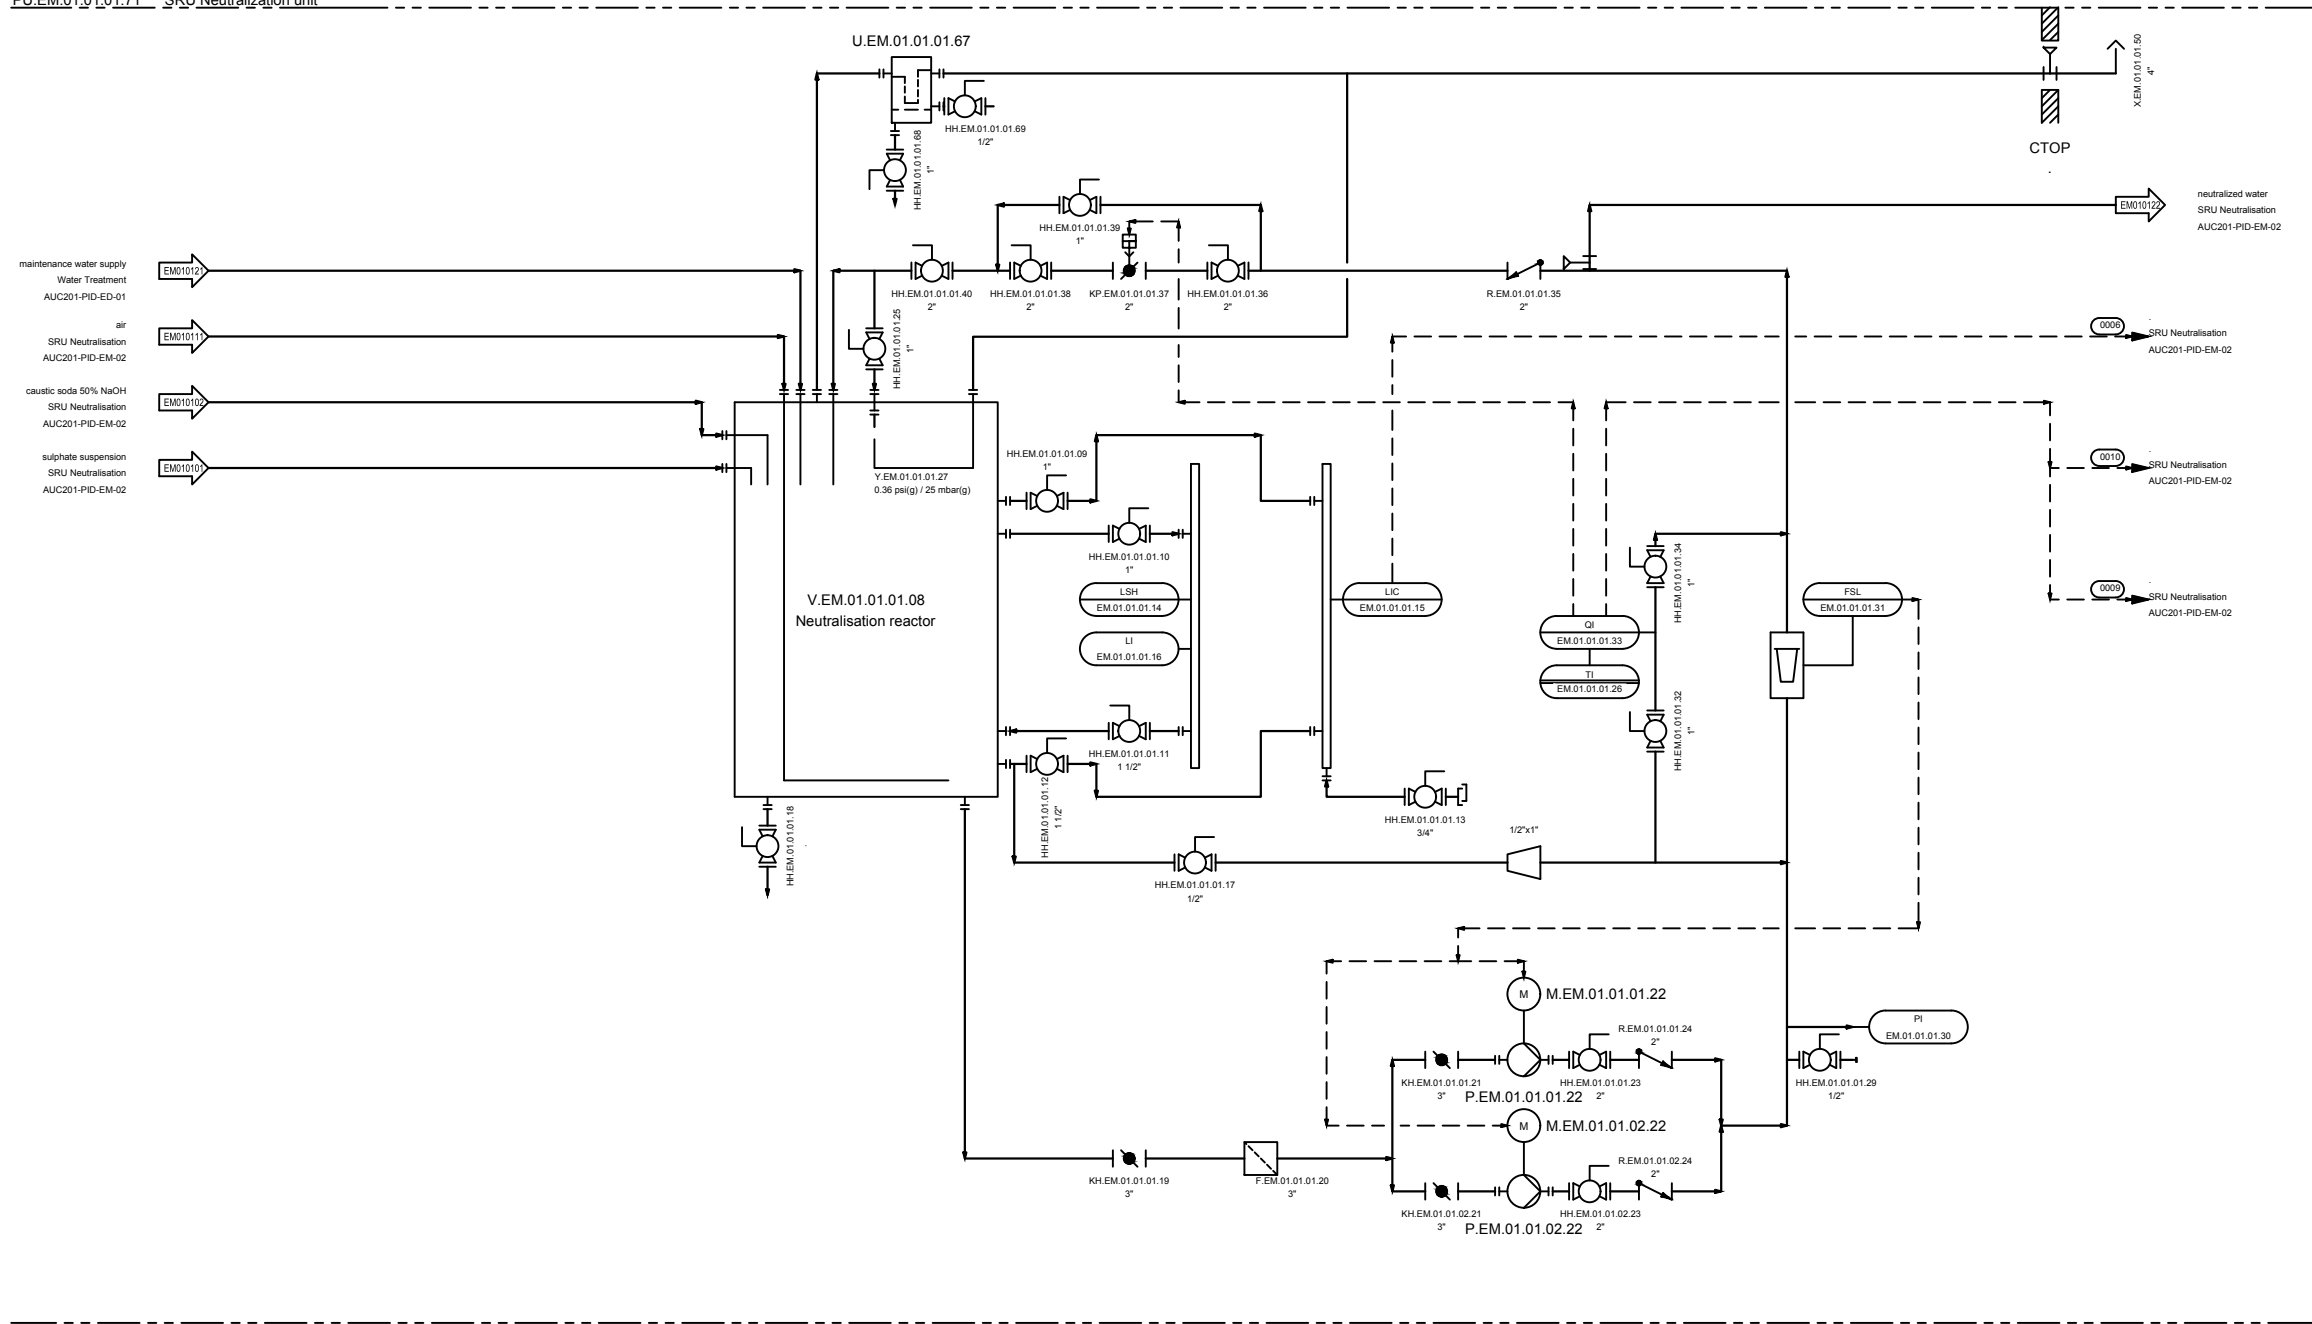 PU.EM.01.01.01.71 SRU Neutralization unit
U.EM.01.01.01.67
HH.EM.01.01.01.69
1/2"
HH.EM.01.01.01.68
1"
X.EM.01.01.01.50
4"
CTOP
.
HH.EM.01.01.01.39
1"
EM010122
neutralized water
SRU Neutralisation
AUC201-PID-EM-02
maintenance water supply
Water Treatment
AUC201-PID-ED-01
EM010121
HH.EM.01.01.01.40
2"
HH.EM.01.01.01.38
2"
KP.EM.01.01.01.37
2"
HH.EM.01.01.01.36
2"
R.EM.01.01.01.35
2"
air
SRU Neutralisation
AUC201-PID-EM-02
EM010111
HH.EM.01.01.01.25
1"
0006
.
SRU Neutralisation
AUC201-PID-EM-02
caustic soda 50% NaOH
SRU Neutralisation
AUC201-PID-EM-02
EM010102
sulphate suspension
SRU Neutralisation
AUC201-PID-EM-02
EM010101
Y.EM.01.01.01.27
0.36 psi(g) / 25 mbar(g)
HH.EM.01.01.01.09
1"
0010
.
SRU Neutralisation
AUC201-PID-EM-02
HH.EM.01.01.01.10
1"
HH.EM.01.01.01.34
1"
V.EM.01.01.01.08
Neutralisation reactor
LSH
EM.01.01.01.14
LI
EM.01.01.01.16
LIC
EM.01.01.01.15
QI
EM.01.01.01.33
TI
EM.01.01.01.26
FSL
EM.01.01.01.31
0009
.
SRU Neutralisation
AUC201-PID-EM-02
HH.EM.01.01.01.32
1"
HH.EM.01.01.01.11
1 1/2"
HH.EM.01.01.01.12
1 1/2"
HH.EM.01.01.01.13
3/4"
HH.EM.01.01.01.18
.
1/2"x1"
HH.EM.01.01.01.17
1/2"
M
M.EM.01.01.01.22
PI
EM.01.01.01.30
R.EM.01.01.01.24
2"
KH.EM.01.01.01.21
3"
P.EM.01.01.01.22
HH.EM.01.01.01.23
2"
HH.EM.01.01.01.29
1/2"
M
M.EM.01.01.02.22
R.EM.01.01.02.24
2"
KH.EM.01.01.01.19
3"
F.EM.01.01.01.20
3"
KH.EM.01.01.02.21
3"
P.EM.01.01.02.22
HH.EM.01.01.02.23
2"